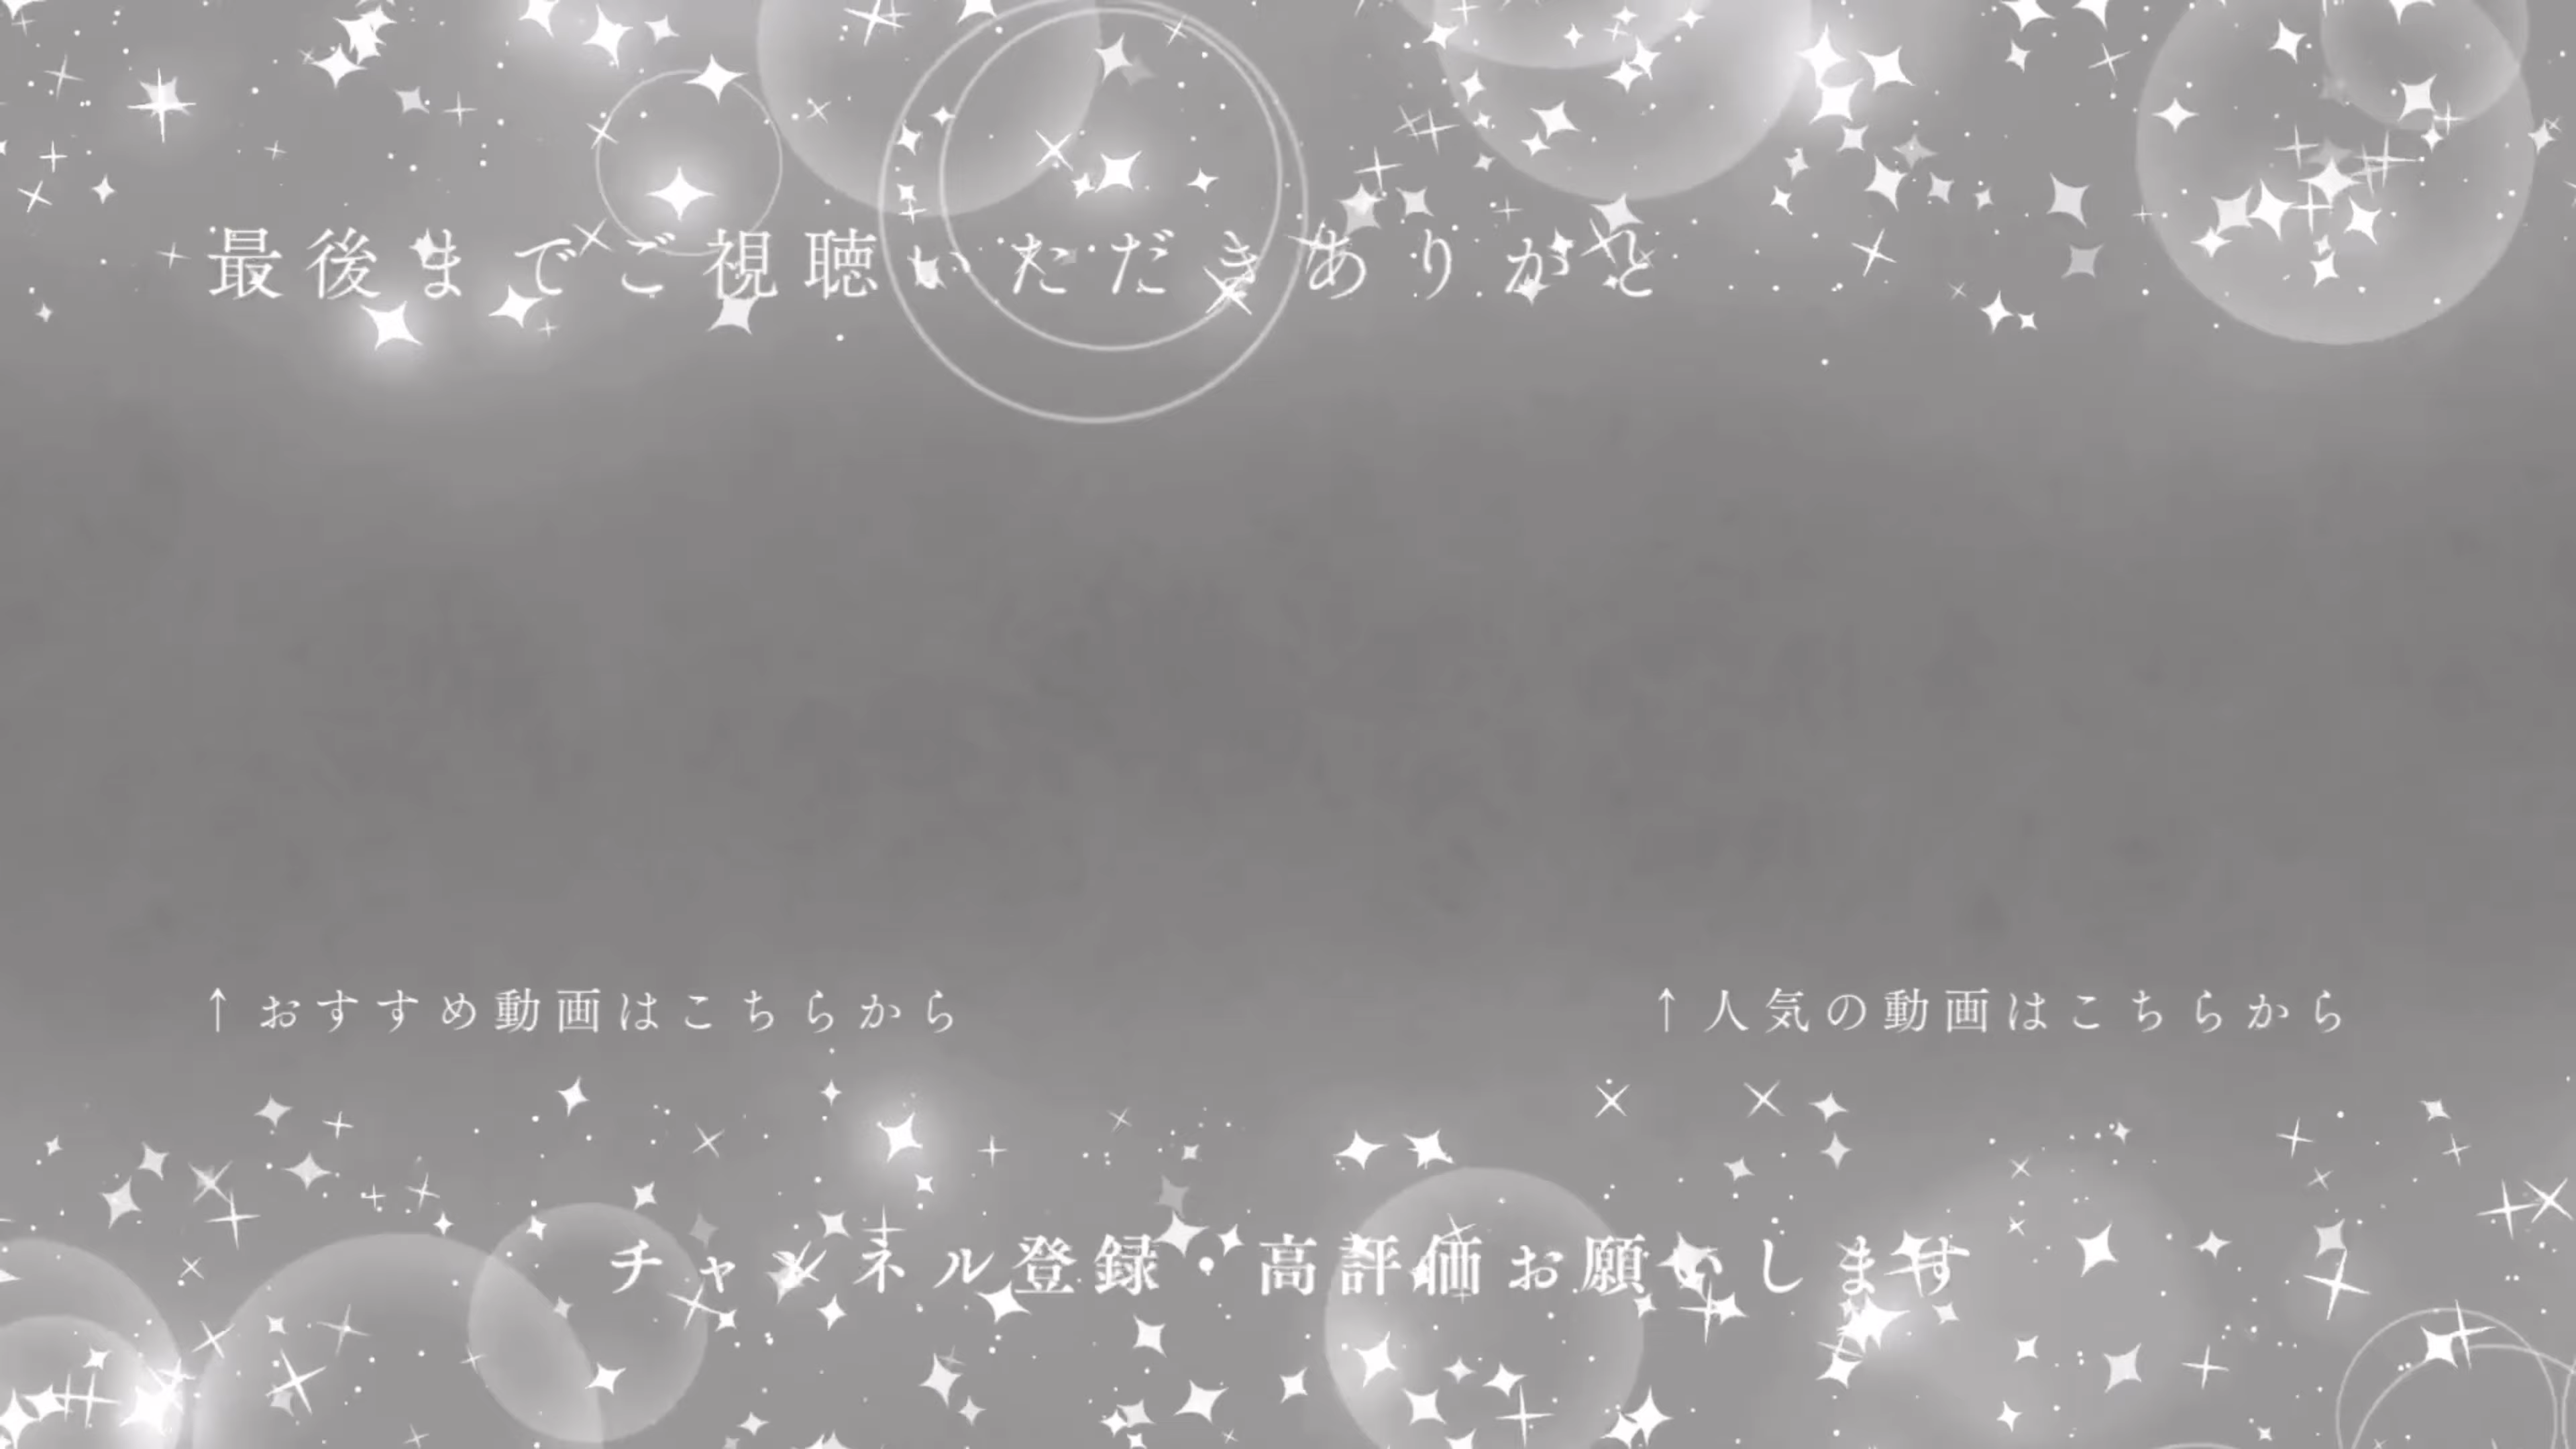 最後までご視聴いただきありがと
↑おすすめ動画はこちらから
↑人気の動画はこちらから
チャンネル登録・高評価お願いします